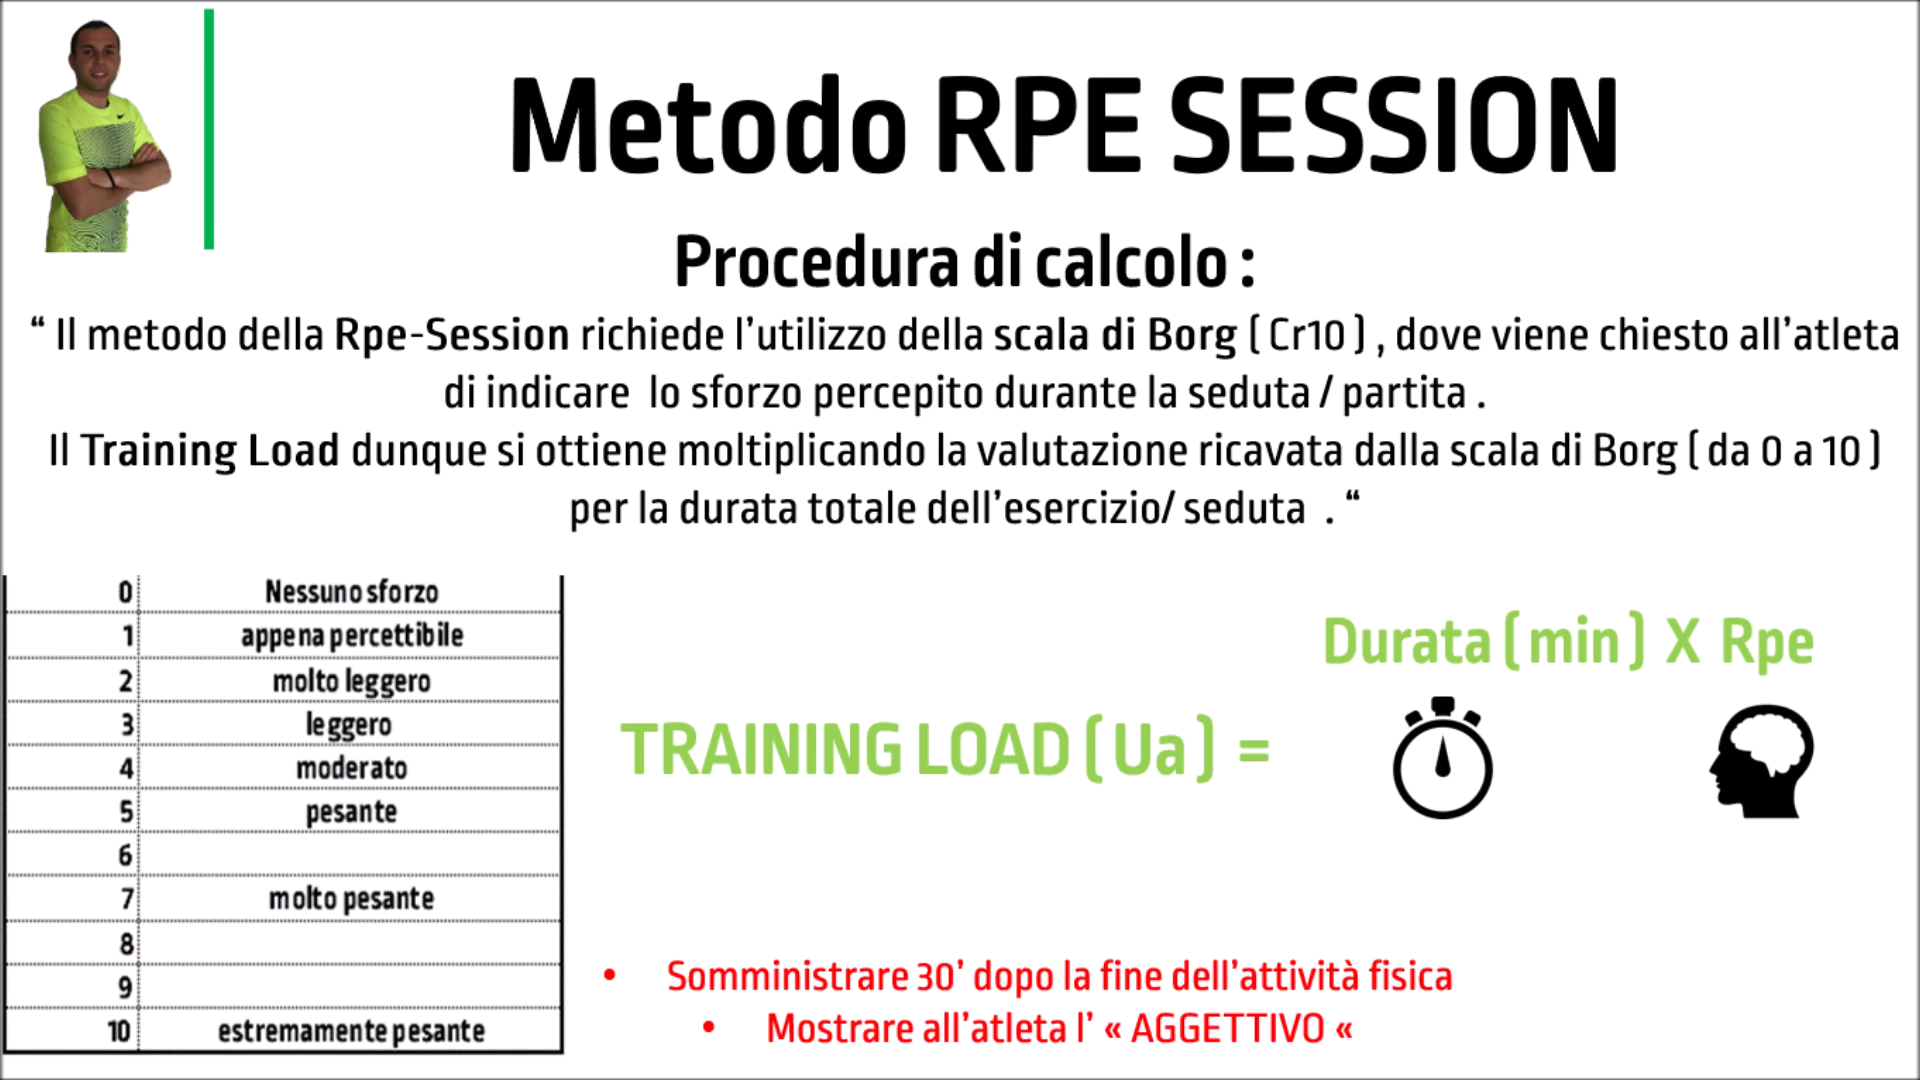 Metodo RPE SESSION
Procedura di calcolo :
“ Il metodo della Rpe-Session richiede l’utilizzo della scala di Borg ( Cr10 ) , dove viene chiesto all’atleta
di indicare lo sforzo percepito durante la seduta / partita .
Il Training Load dunque si ottiene moltiplicando la valutazione ricavata dalla scala di Borg ( da 0 a 10 )
per la durata totale dell’esercizio/ seduta . “
0 Nessuno sforzo
1 appena percettibile
2 molto leggero
3 leggero
4 moderato
5 pesante
6
7 molto pesante
8
9
10 estremamente pesante
Durata ( min ) X Rpe
TRAINING LOAD ( Ua ) =
• Somministrare 30’ dopo la fine dell’attività fisica
• Mostrare all’atleta l’ « AGGETTIVO «